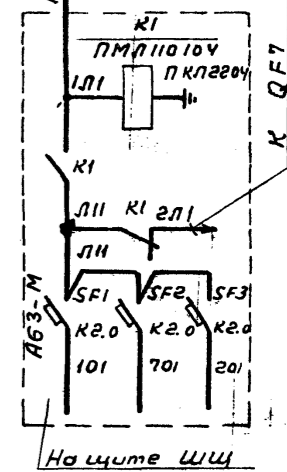 К1
ПМЛ110104
ПКЛ2204
1Л1
К QF7
К1
Л11
К1
2Л1
Л11
SF1
SF2
SF3
А63-М
К2.0
К2.0
К2.0
101
701
201
На щите ШЩ